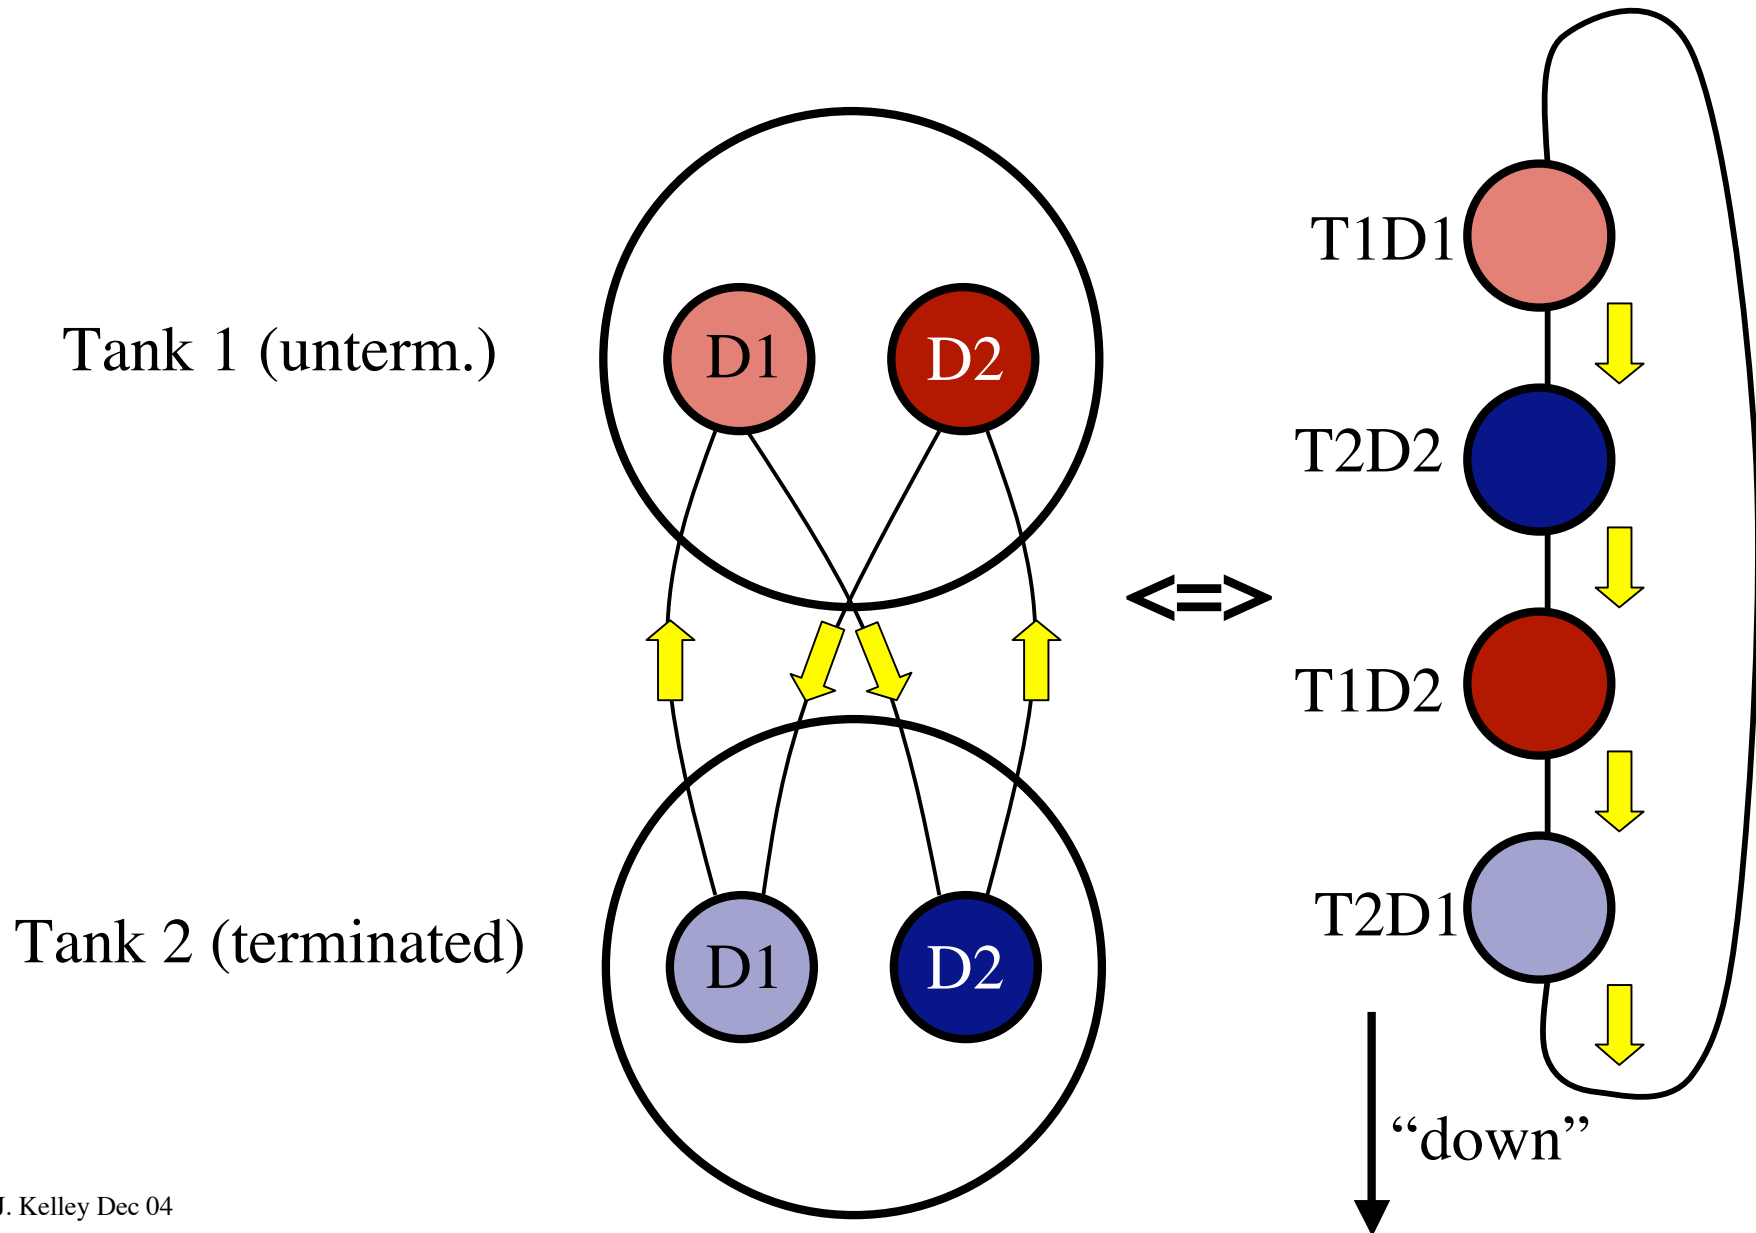 Tank 1 (unterm.)
D1
D2
Tank 2 (terminated)
D1
D2
<=>
T1D1
T2D2
T1D2
T2D1
“down”
J. Kelley Dec 04